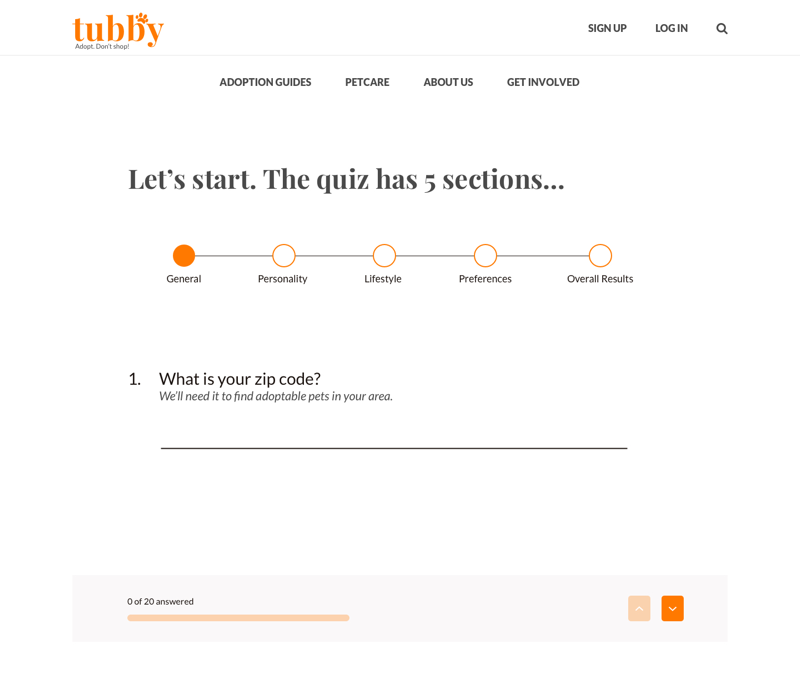 tubby
Adopt. Don't shop!
SIGN UP LOG IN
ADOPTION GUIDES PETCARE ABOUT US GET INVOLVED
Let’s start. The quiz has 5 sections...
General Personality Lifestyle Preferences Overall Results
1. What is your zip code?
We’ll need it to find adoptable pets in your area.
0 of 20 answered